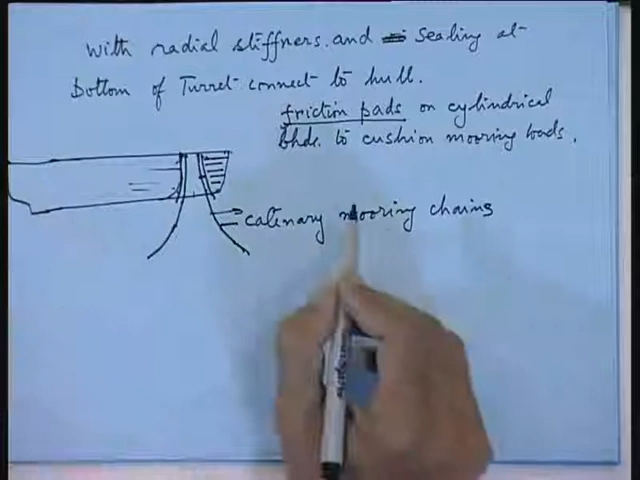 with radial stiffners. and sealing at
bottom of Turret connect to hull.
friction pads on cylindrical
bhds. to cushion mooring loads.
catenary mooring chains